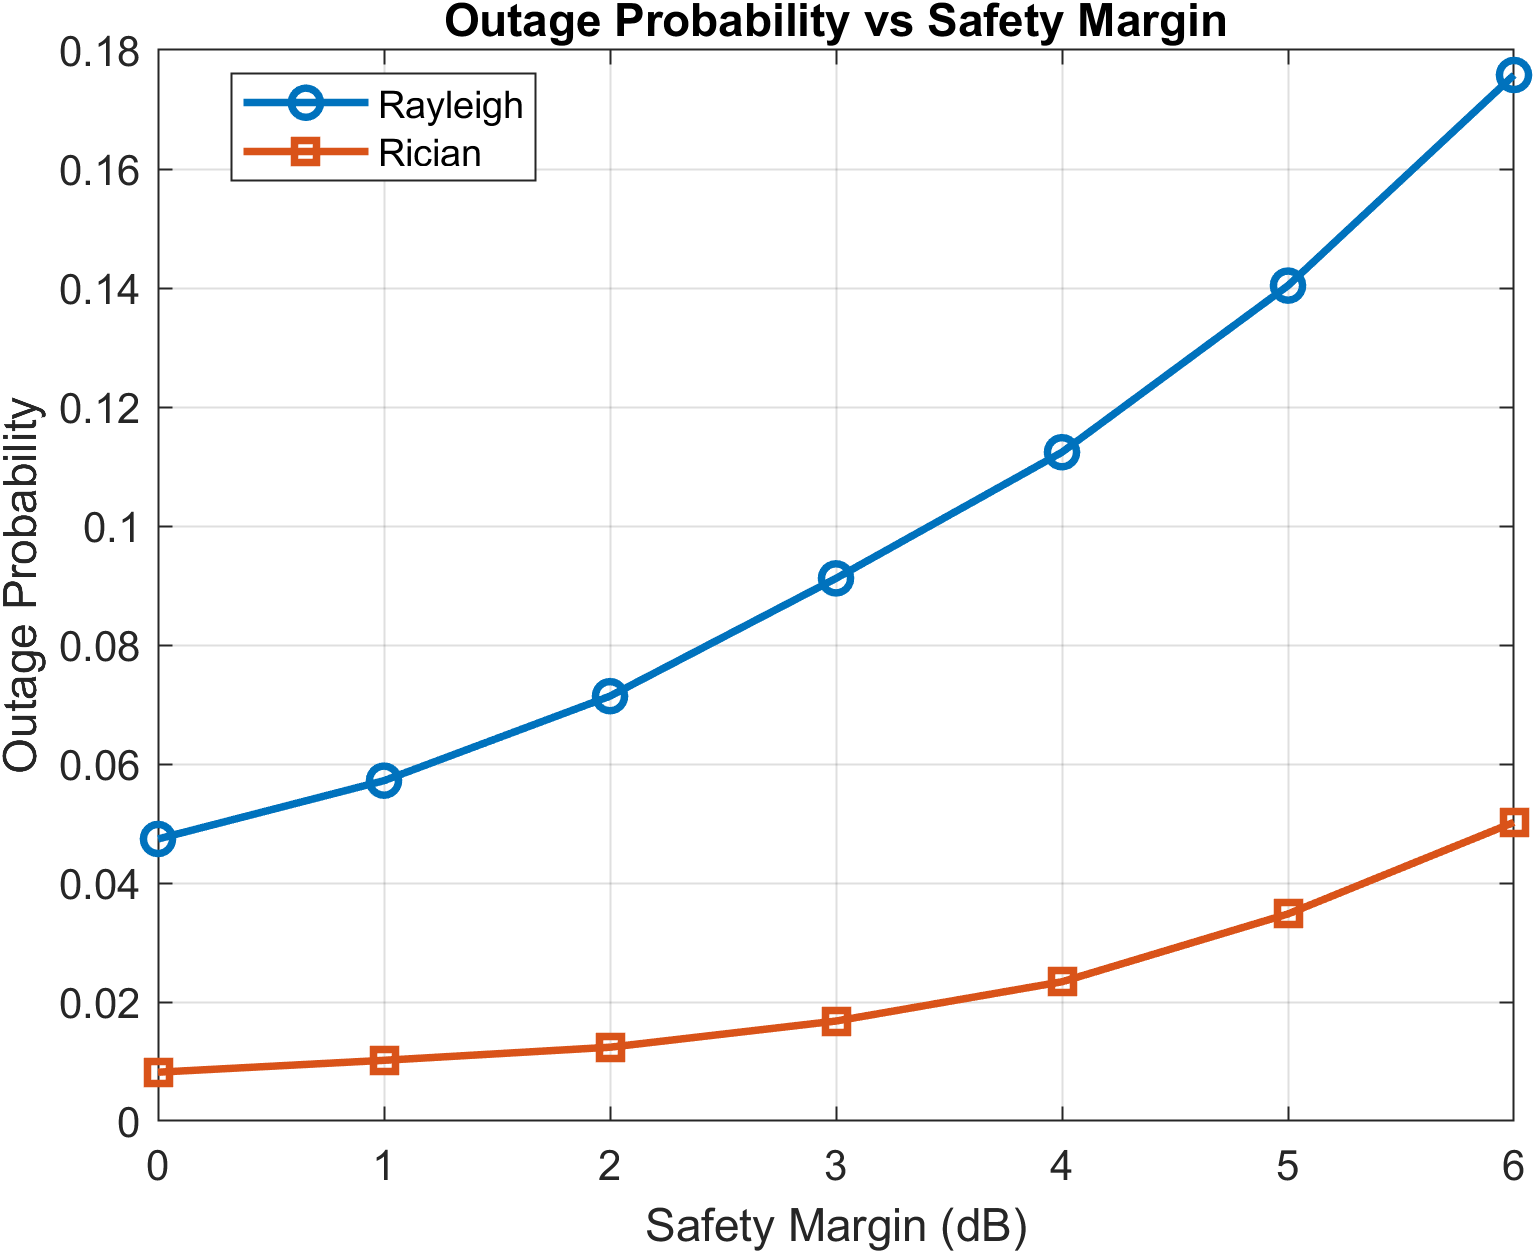 Outage Probability vs Safety Margin
Rayleigh
Rician
0.18
0.16
0.14
0.12
0.1
0.08
0.06
0.04
0.02
0
Outage Probability
0 1 2 3 4 5 6
Safety Margin (dB)